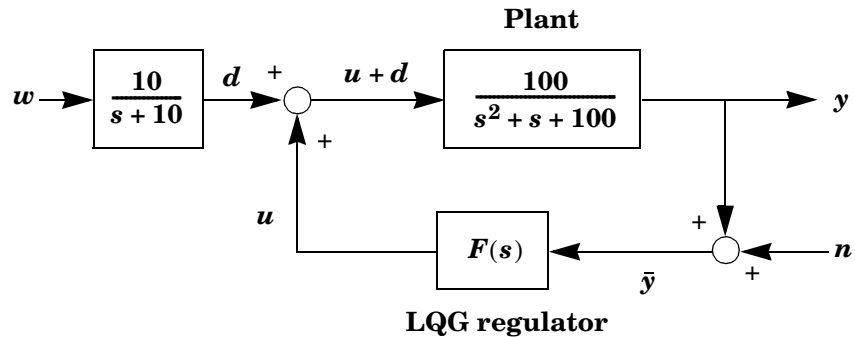 Plant
w
10
s + 10
d
+
u + d
100
s² + s + 100
y
+
u
F(s)
ȳ
+
+
n
LQG regulator